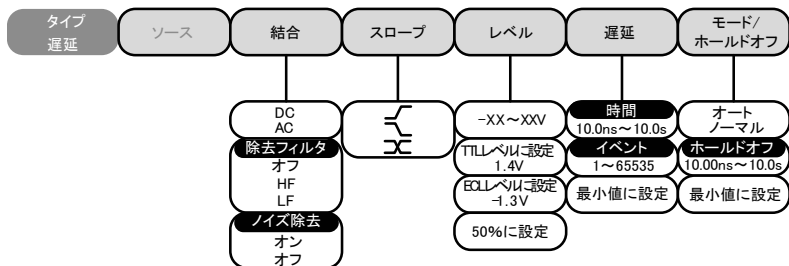 タイプ
遅延
ソース
結合
スロープ
レベル
遅延
モード/
ホールドオフ
DC
AC
除去フィルタ
オフ
HF
LF
ノイズ除去
オン
オフ
-XX～XXV
TTLレベルに設定
1.4V
ECLレベルに設定
-1.3V
50%に設定
時間
10.0ns～10.0s
イベント
1～65535
最小値に設定
オート
ノーマル
ホールドオフ
10.00ns～10.0s
最小値に設定